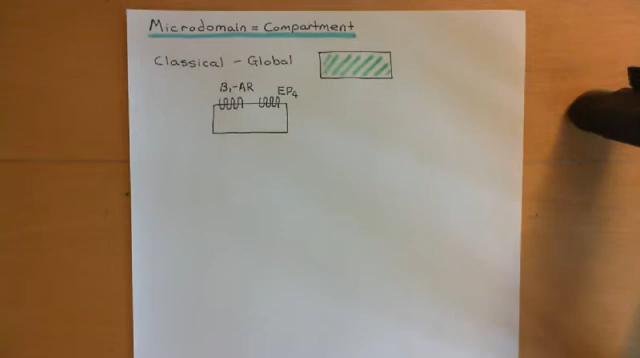 Microdomain = Compartment
Classical - Global
B₁-AR
EP₄